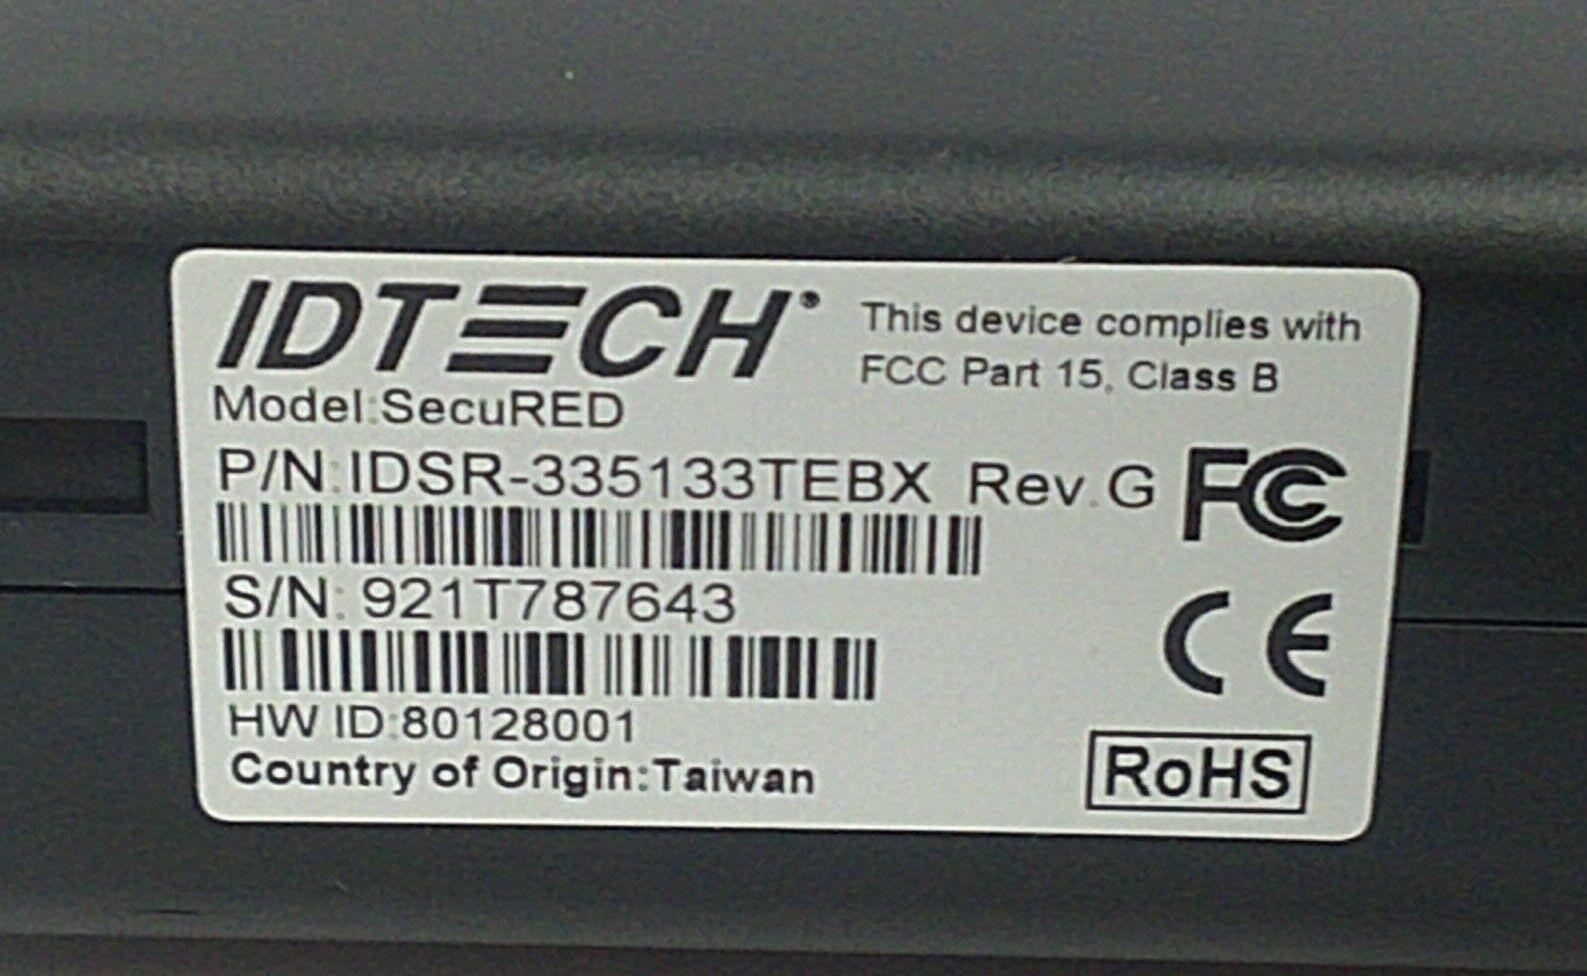 IDTECH®
This device complies with
FCC Part 15, Class B
Model:SecuRED
P/N:IDSR-335133TEBX Rev.G
FC
S/N: 921T787643
CE
HW ID:80128001
Country of Origin:Taiwan
RoHS